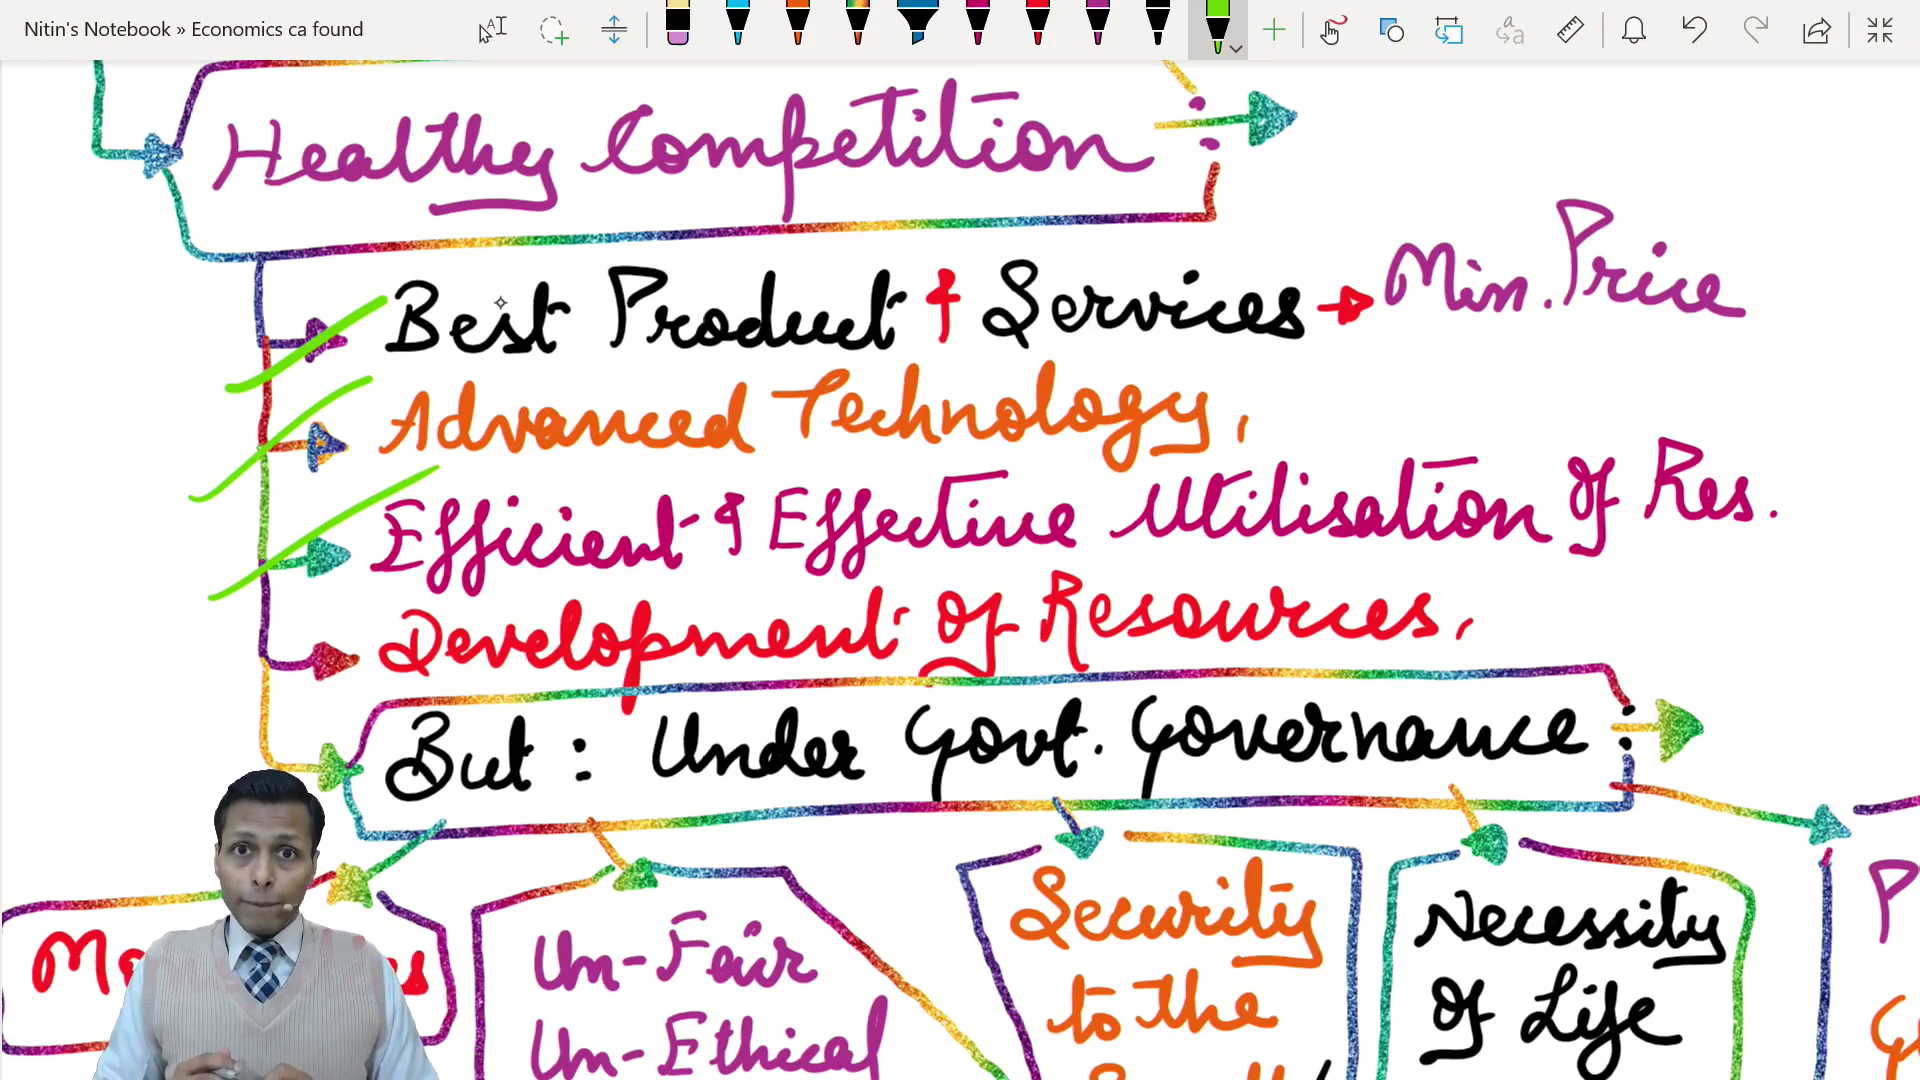 Nitin's Notebook » Economics ca found
Healthy Competition :
Best Product & Services → Min. Price
Advanced Technology,
Efficient & Effective Utilisation Of Res.
Development Of Resources,
But : Under Govt. Governance :
Un-Fair
Un-Ethical
Security
to the
Necessity
Of Life